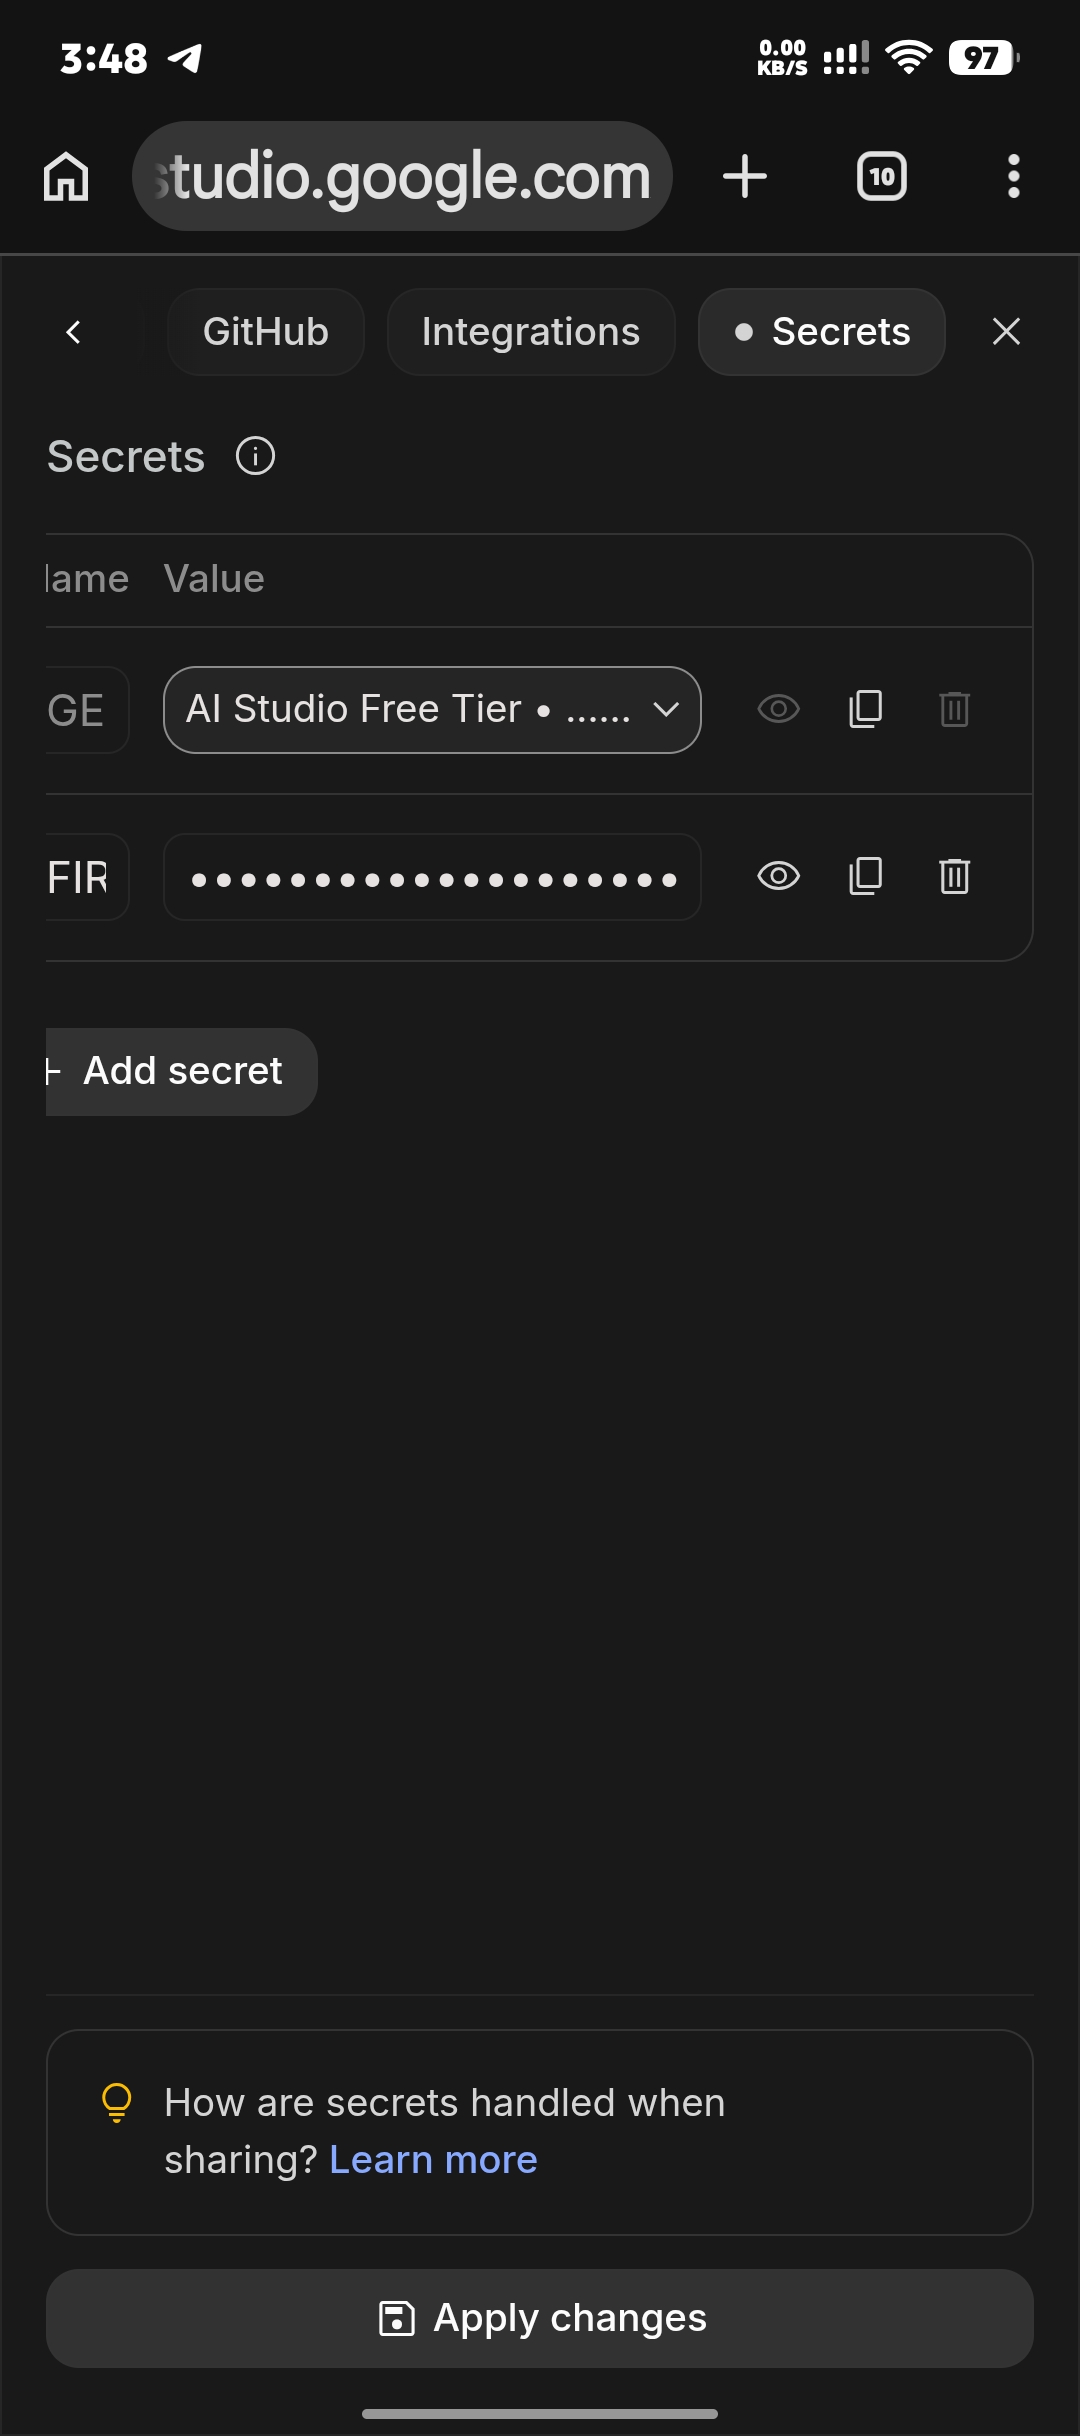 3:48
0.00
KB/S
97
studio.google.com
10
GitHub
Integrations
Secrets
Secrets
Name Value
GE
AI Studio Free Tier • ......
FIR
••••••••••••••••••••
+ Add secret
How are secrets handled when
sharing? Learn more
Apply changes